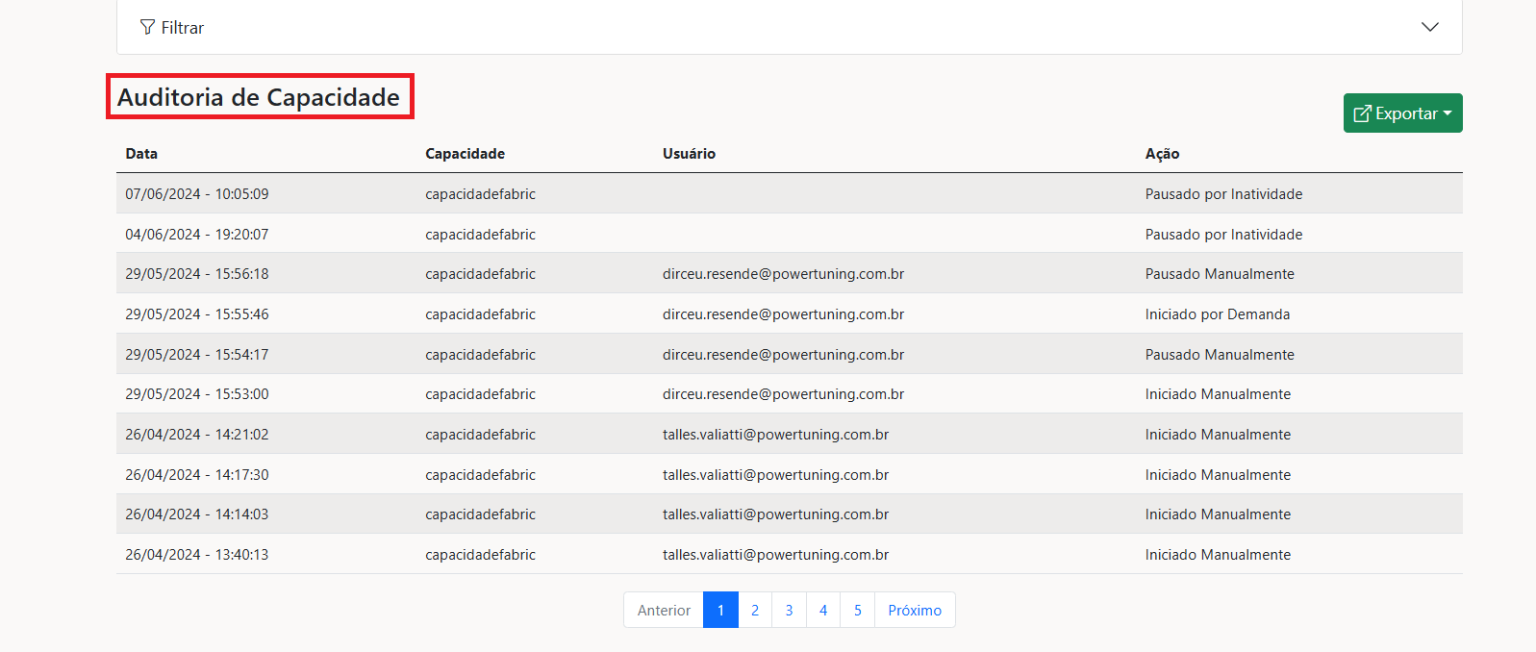 Filtrar
Auditoria de Capacidade
Exportar
Data Capacidade Usuário Ação
07/06/2024 - 10:05:09 capacidadefabric Pausado por Inatividade
04/06/2024 - 19:20:07 capacidadefabric Pausado por Inatividade
29/05/2024 - 15:56:18 capacidadefabric dirceu.resende@powertuning.com.br Pausado Manualmente
29/05/2024 - 15:55:46 capacidadefabric dirceu.resende@powertuning.com.br Iniciado por Demanda
29/05/2024 - 15:54:17 capacidadefabric dirceu.resende@powertuning.com.br Pausado Manualmente
29/05/2024 - 15:53:00 capacidadefabric dirceu.resende@powertuning.com.br Iniciado Manualmente
26/04/2024 - 14:21:02 capacidadefabric talles.valiatti@powertuning.com.br Iniciado Manualmente
26/04/2024 - 14:17:30 capacidadefabric talles.valiatti@powertuning.com.br Iniciado Manualmente
26/04/2024 - 14:14:03 capacidadefabric talles.valiatti@powertuning.com.br Iniciado Manualmente
26/04/2024 - 13:40:13 capacidadefabric talles.valiatti@powertuning.com.br Iniciado Manualmente
Anterior 1 2 3 4 5 Próximo